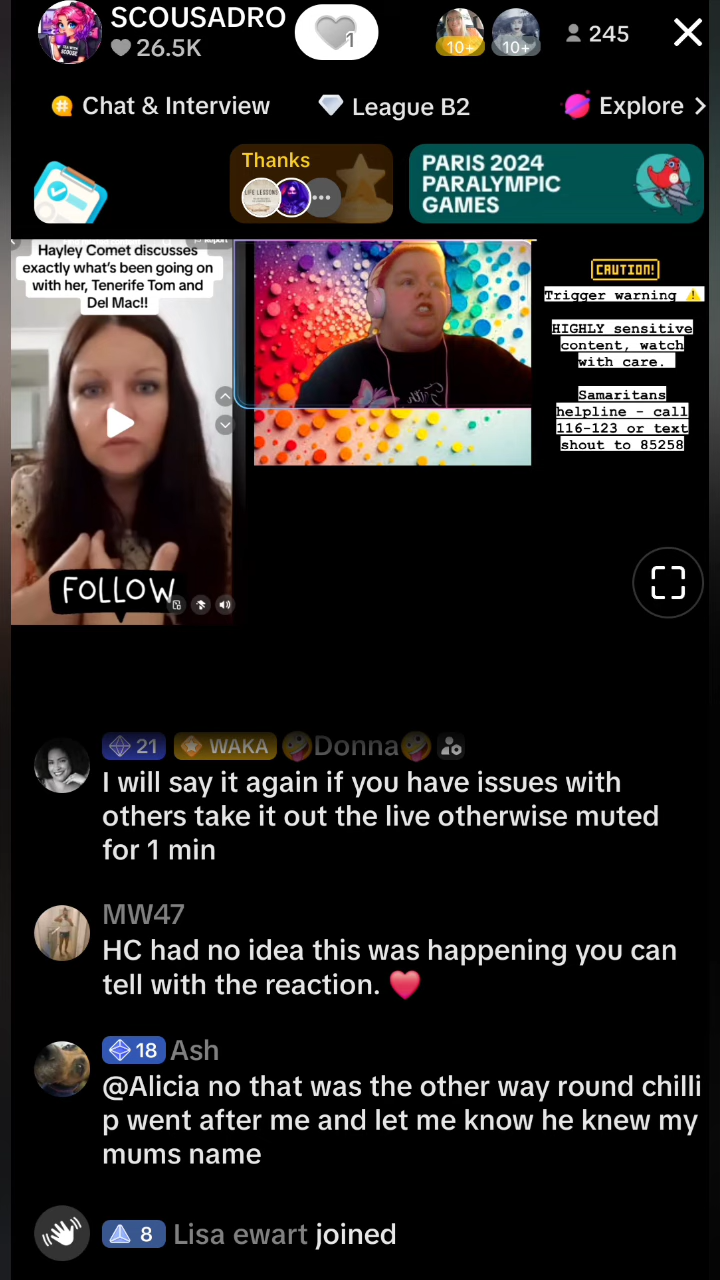 SCOUSADRO
26.5K
1
10+
10+
245
Chat & Interview
League B2
Explore
Thanks
LIFE LESSONS
PARIS 2024
PARALYMPIC
GAMES
Report
Hayley Comet discusses
exactly what's been going on
with her, Tenerife Tom and
Del Mac!!
FOLLOW
CAUTION!
Trigger warning ⚠️
HIGHLY sensitive
content, watch
with care.
Samaritans
helpline - call
116-123 or text
shout to 85258
21 WAKA 🤪Donna🤪
I will say it again if you have issues with
others take it out the live otherwise muted
for 1 min
MW47
HC had no idea this was happening you can
tell with the reaction. ❤️
18 Ash
@Alicia no that was the other way round chilli
p went after me and let me know he knew my
mums name
8 Lisa ewart joined